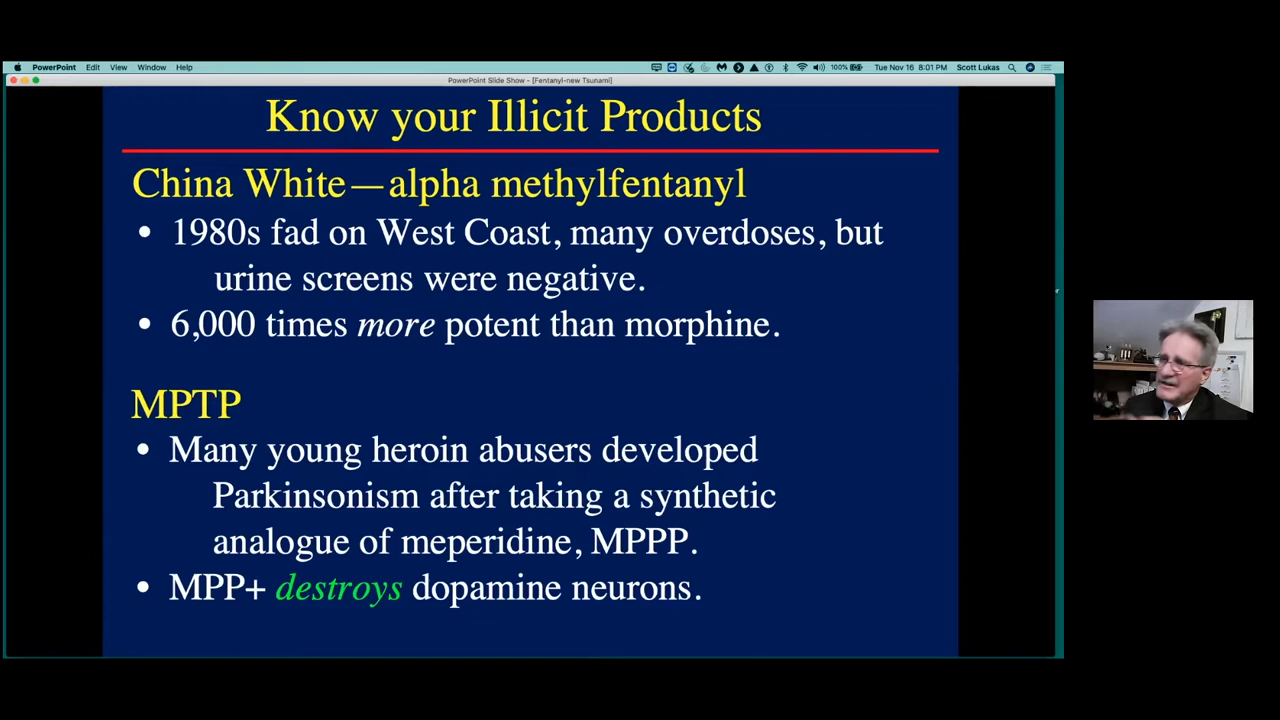 PowerPoint Edit View Window Help 100% Tue Nov 16 8:01 PM Scott Lukas
PowerPoint Slide Show - [Fentanyl-new Tsunami]
Know your Illicit Products
China White—alpha methylfentanyl
• 1980s fad on West Coast, many overdoses, but
urine screens were negative.
• 6,000 times more potent than morphine.
MPTP
• Many young heroin abusers developed
Parkinsonism after taking a synthetic
analogue of meperidine, MPPP.
• MPP+ destroys dopamine neurons.